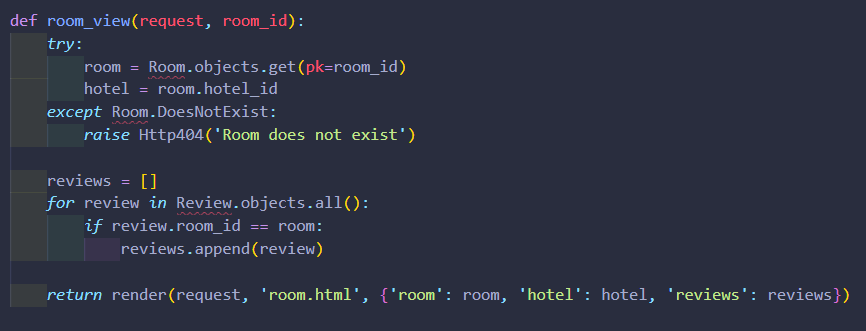 def room_view(request, room_id):
    try:
        room = Room.objects.get(pk=room_id)
        hotel = room.hotel_id
    except Room.DoesNotExist:
        raise Http404('Room does not exist')

    reviews = []
    for review in Review.objects.all():
        if review.room_id == room:
            reviews.append(review)

    return render(request, 'room.html', {'room': room, 'hotel': hotel, 'reviews': reviews})